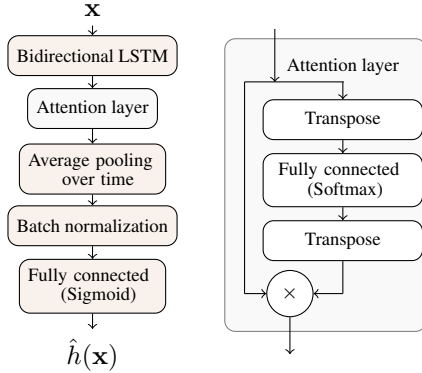 x
Bidirectional LSTM
Attention layer
Average pooling
over time
Batch normalization
Fully connected
(Sigmoid)
ĥ(x)
Attention layer
Transpose
Fully connected
(Softmax)
Transpose
×